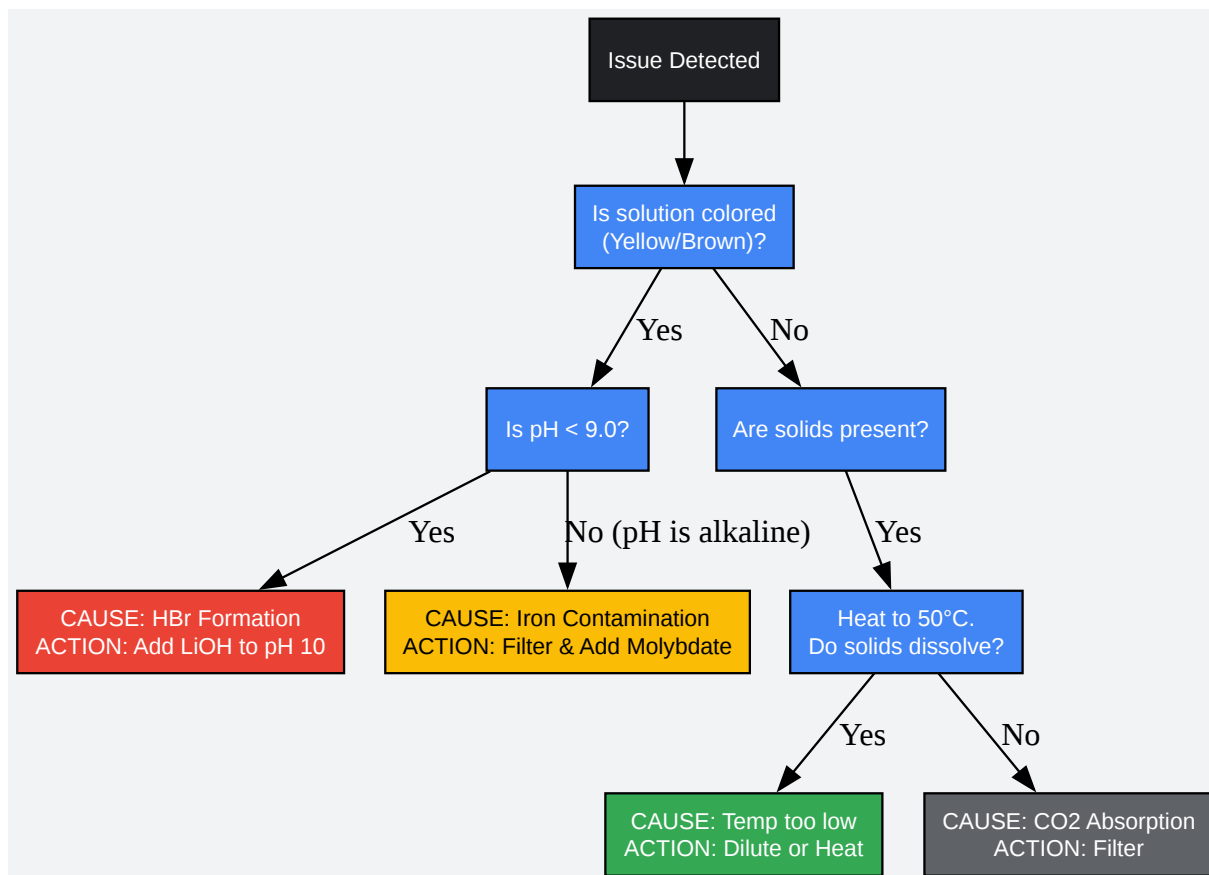 Issue Detected
Is solution colored
(Yellow/Brown)?
Yes
No
Is pH < 9.0?
Are solids present?
Yes
No (pH is alkaline)
Yes
CAUSE: HBr Formation
ACTION: Add LiOH to pH 10
CAUSE: Iron Contamination
ACTION: Filter & Add Molybdate
Heat to 50°C.
Do solids dissolve?
Yes
No
CAUSE: Temp too low
ACTION: Dilute or Heat
CAUSE: CO2 Absorption
ACTION: Filter